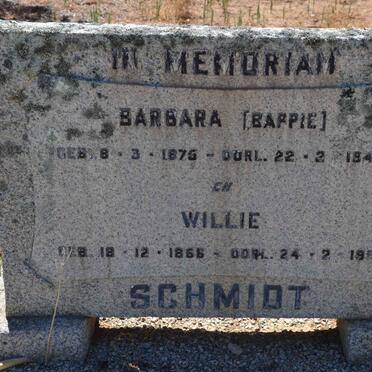 IN MEMORIAM
BARBARA [BAPPIE]
GEB. 8 · 3 · 1875 – OORL. 22 · 2 ·
EN
WILLIE
GEB. 18 · 12 · 1866 – OORL. 24 · 2 ·
SCHMIDT